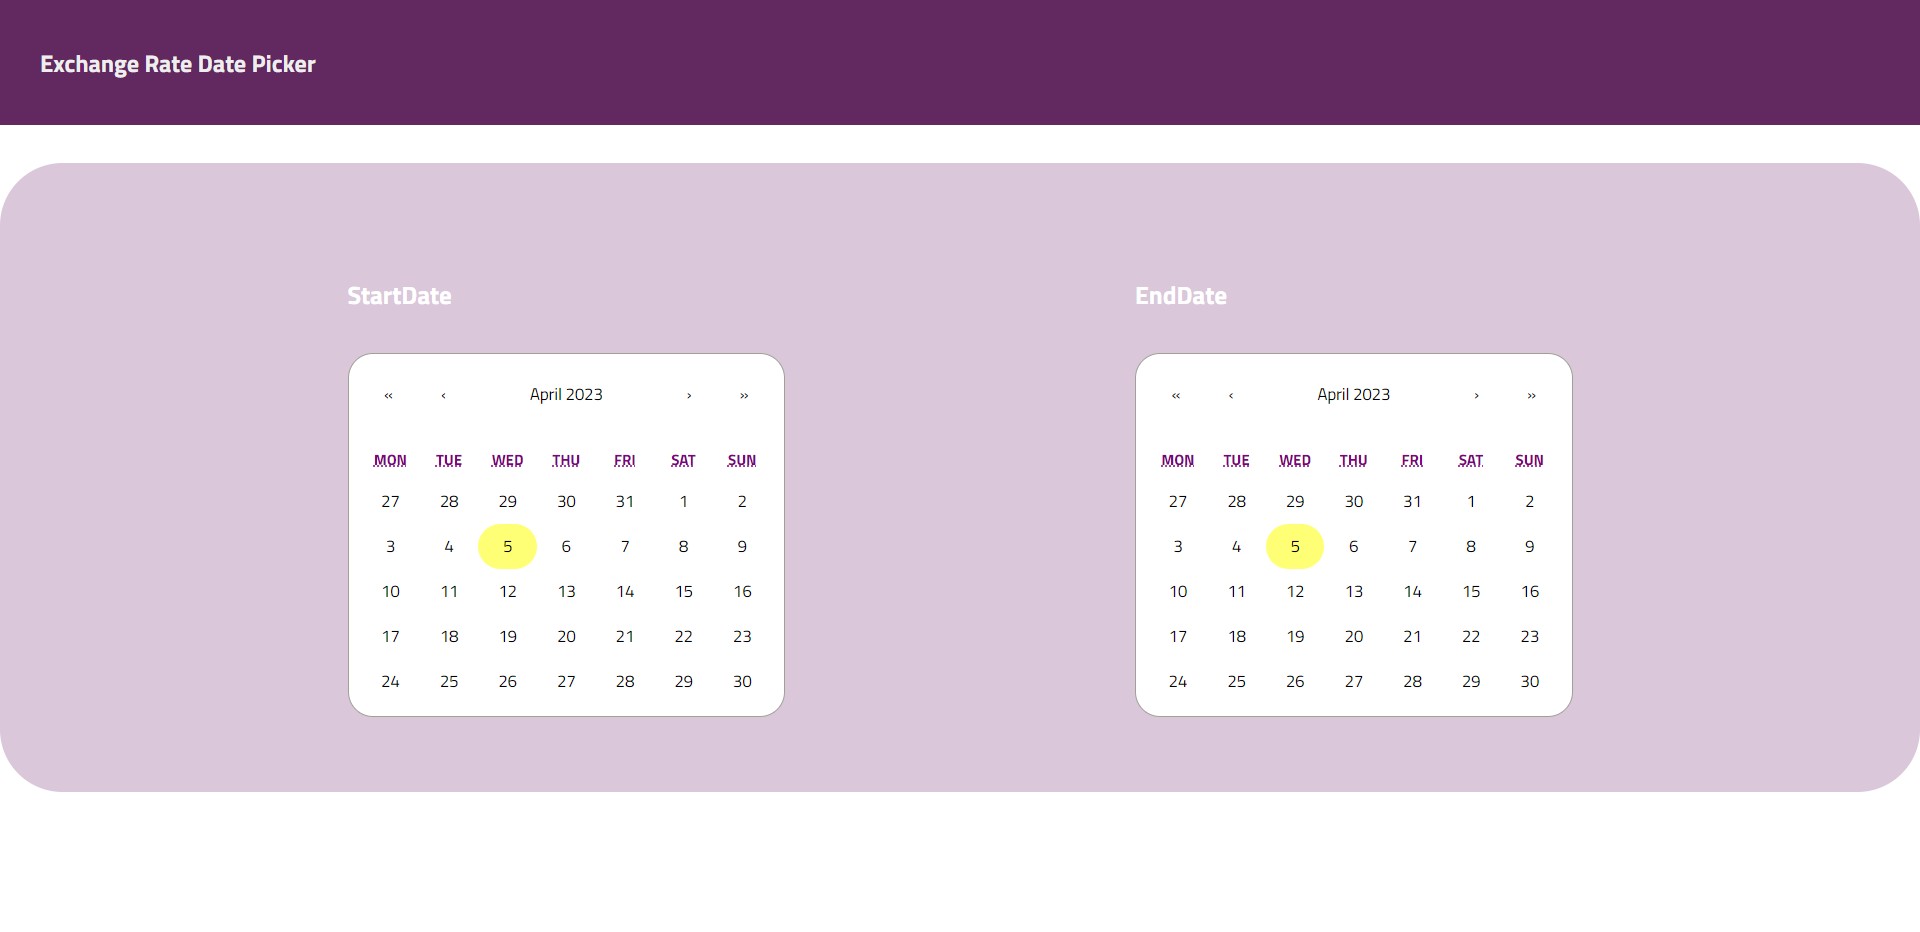 Exchange Rate Date Picker
StartDate
« ‹ April 2023 › »
MON TUE WED THU FRI SAT SUN
27 28 29 30 31 1 2
3 4 5 6 7 8 9
10 11 12 13 14 15 16
17 18 19 20 21 22 23
24 25 26 27 28 29 30
EndDate
« ‹ April 2023 › »
MON TUE WED THU FRI SAT SUN
27 28 29 30 31 1 2
3 4 5 6 7 8 9
10 11 12 13 14 15 16
17 18 19 20 21 22 23
24 25 26 27 28 29 30